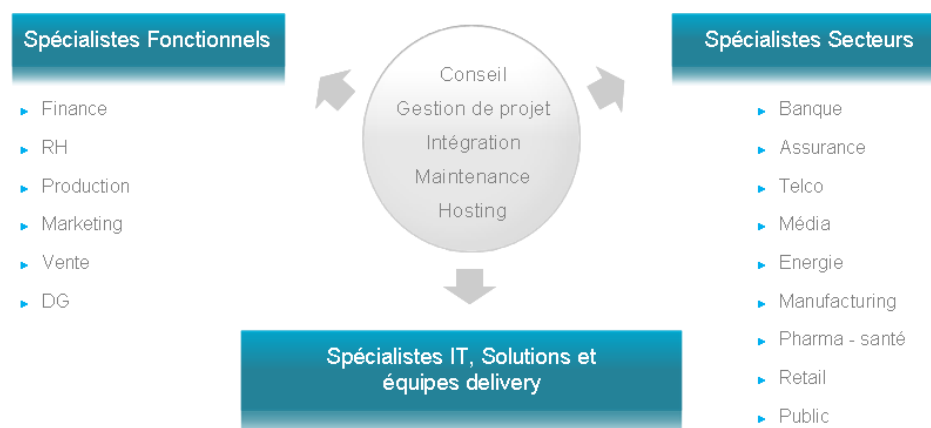 Spécialistes Fonctionnels
Finance
RH
Production
Marketing
Vente
DG
Conseil
Gestion de projet
Intégration
Maintenance
Hosting
Spécialistes Secteurs
Banque
Assurance
Telco
Média
Energie
Manufacturing
Pharma - santé
Retail
Public
Spécialistes IT, Solutions et
équipes delivery